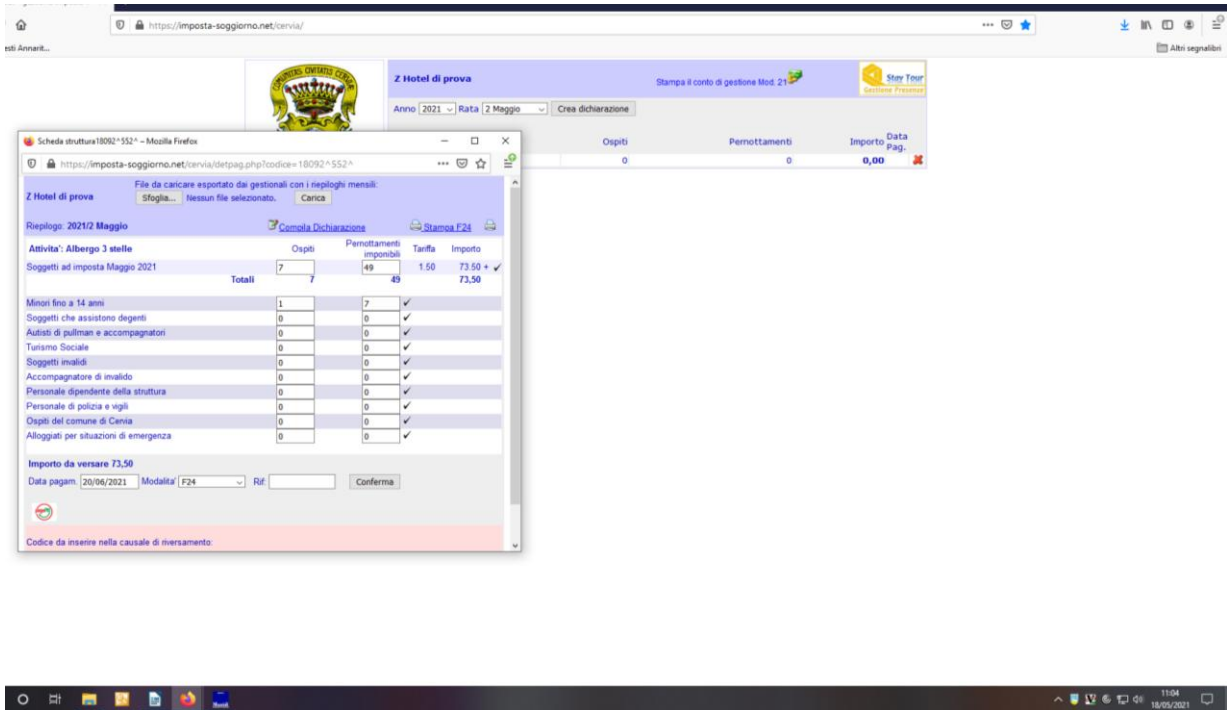 https://imposta-soggiorno.net/cervia/
esti Annarit...
Altri segnalibri
COMUNITAS CIVITATIS CERVIAE
Z Hotel di prova
Stampa il conto di gestione Mod. 21
Stay Tour
Gestione Presenze
Anno 2021 Rata 2 Maggio Crea dichiarazione
Ospiti Pernottamenti Importo Data Pag.
0 0 0,00
Scheda struttura18092^552^ – Mozilla Firefox
https://imposta-soggiorno.net/cervia/detpag.php?codice=18092^552^
File da caricare esportato dai gestionali con i riepiloghi mensili:
Z Hotel di prova Sfoglia... Nessun file selezionato. Carica
Riepilogo: 2021/2 Maggio Compila Dichiarazione Stampa F24
Attivita': Albergo 3 stelle Ospiti Pernottamenti imponibili Tariffa Importo
Soggetti ad imposta Maggio 2021 7 49 1.50 73.50 + ✓
Totali 7 49 73,50
Minori fino a 14 anni 1 7 ✓
Soggetti che assistono degenti 0 0 ✓
Autisti di pullman e accompagnatori 0 0 ✓
Turismo Sociale 0 0 ✓
Soggetti invalidi 0 0 ✓
Accompagnatore di invalido 0 0 ✓
Personale dipendente della struttura 0 0 ✓
Personale di polizia e vigili 0 0 ✓
Ospiti del comune di Cervia 0 0 ✓
Alloggiati per situazioni di emergenza 0 0 ✓
Importo da versare 73,50
Data pagam. 20/06/2021 Modalita' F24 Rif: Conferma
Codice da inserire nella causale di riversamento:
11:04
18/05/2021